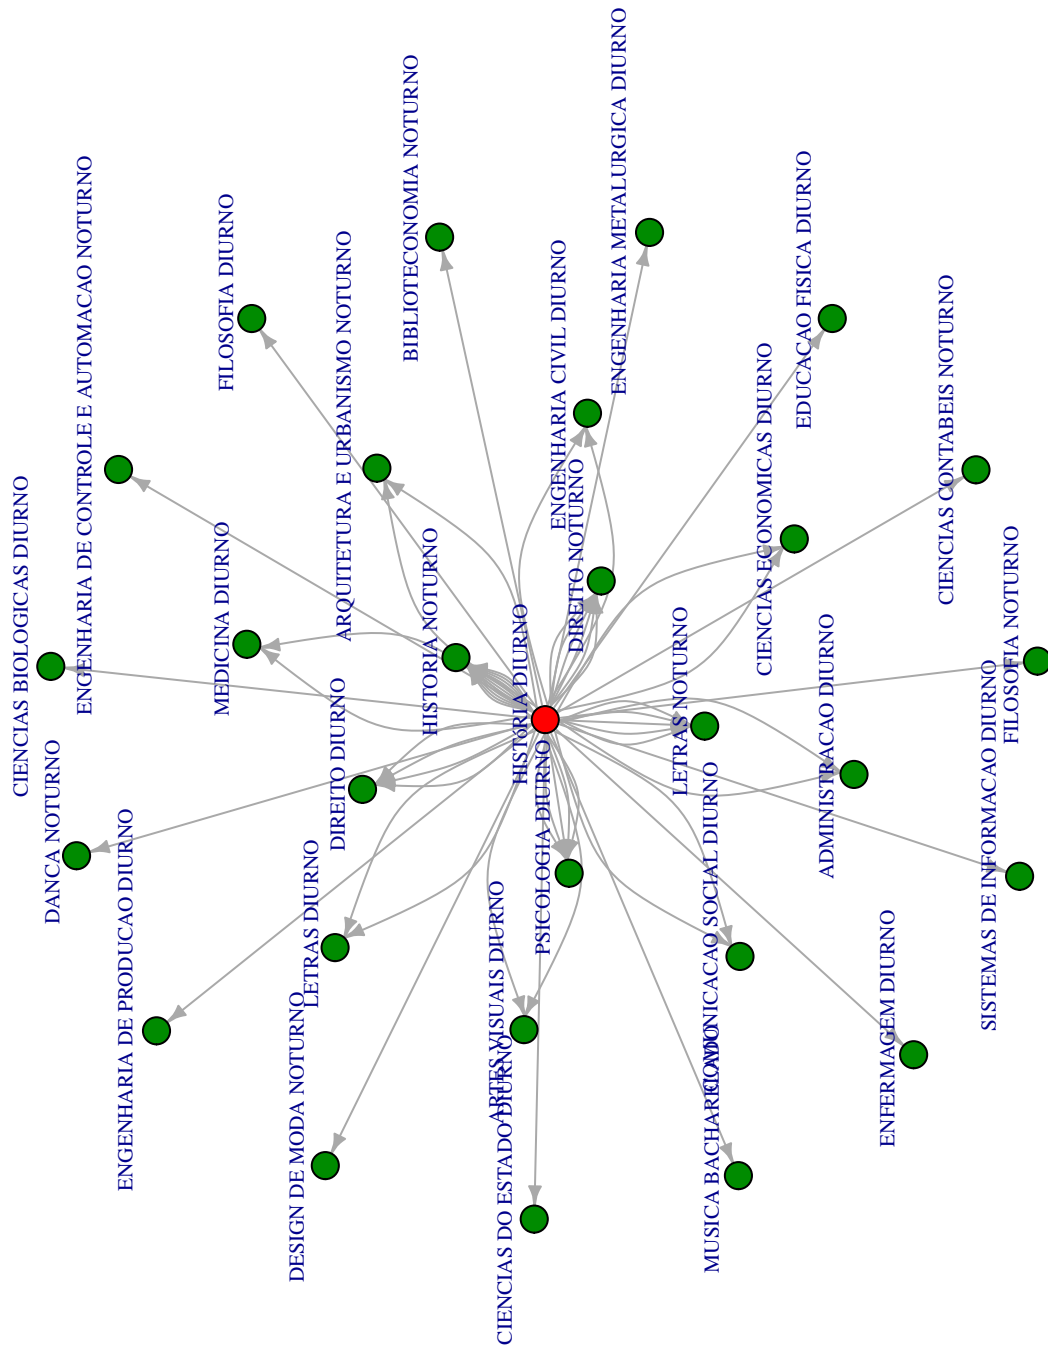 ENGENHARIA METALURGICA DIURNO
BIBLIOTECONOMIA NOTURNO
EDUCACAO FISICA DIURNO
ENGENHARIA DE CONTROLE E AUTOMACAO NOTURNO
FILOSOFIA DIURNO
ARQUITETURA E URBANISMO NOTURNO
ENGENHARIA CIVIL DIURNO
CIENCIAS CONTABEIS NOTURNO
CIENCIAS ECONOMICAS DIURNO
DIREITO NOTURNO
CIENCIAS BIOLOGICAS DIURNO
MEDICINA DIURNO
HISTORIA NOTURNO
FILOSOFIA NOTURNO
HISTORIA DIURNO
LETRAS NOTURNO
ADMINISTRACAO DIURNO
SISTEMAS DE INFORMACAO DIURNO
DIREITO DIURNO
DANCA NOTURNO
PSICOLOGIA DIURNO
COMUNICACAO SOCIAL DIURNO
ENGENHARIA DE PRODUCAO DIURNO
LETRAS DIURNO
ARTES VISUAIS DIURNO
ENFERMAGEM DIURNO
DESIGN DE MODA NOTURNO
CIENCIAS DO ESTADO DIURNO
MUSICA BACHARELADO